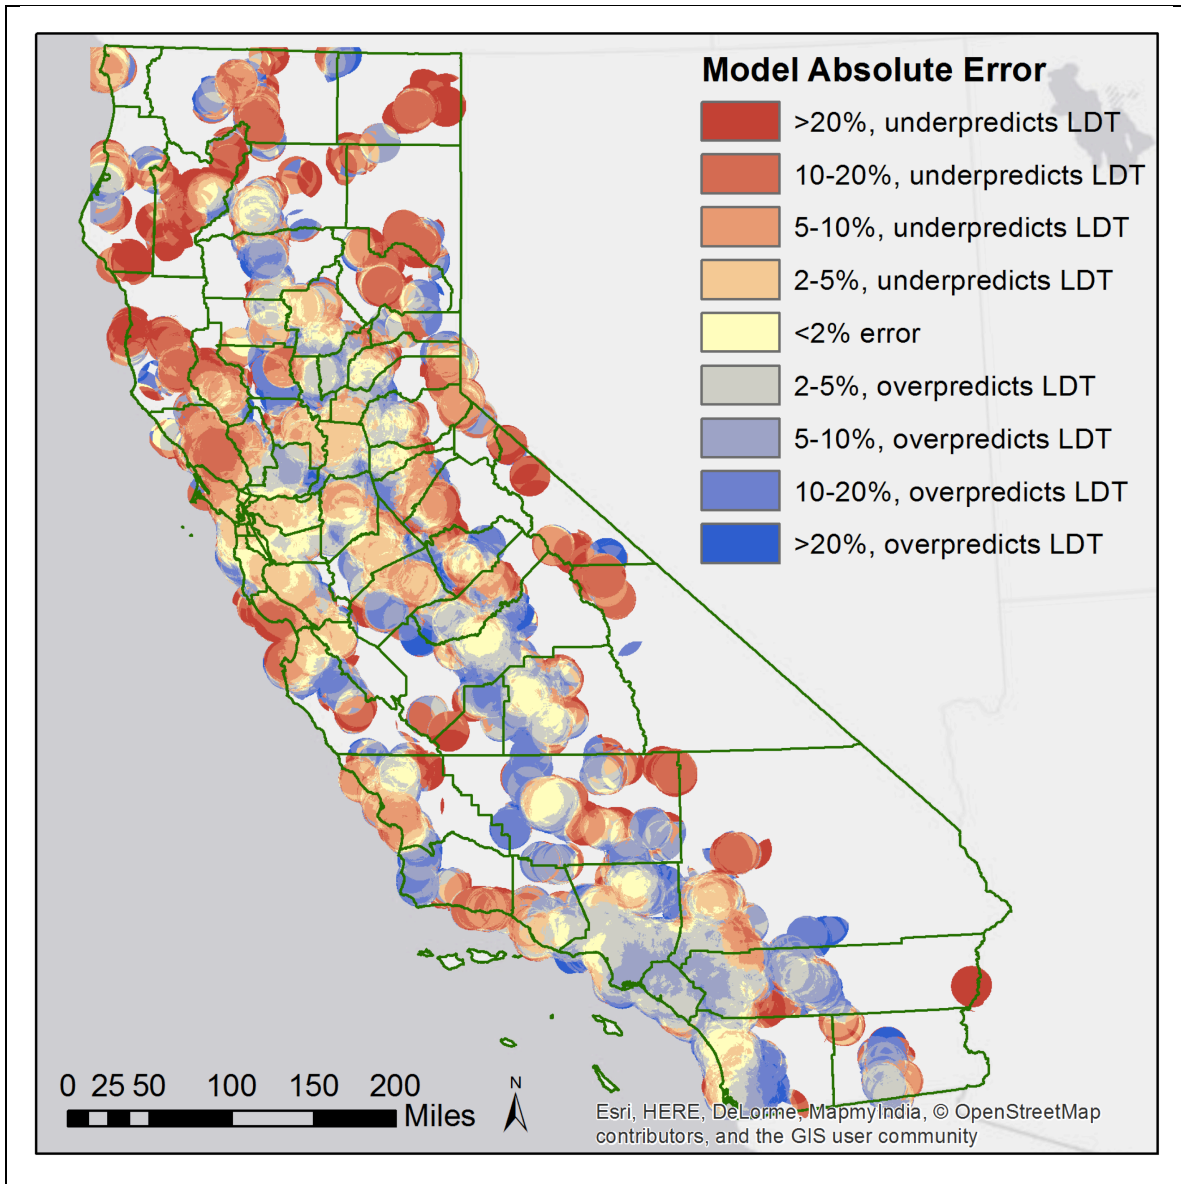 Model Absolute Error
>20%, underpredicts LDT
10-20%, underpredicts LDT
5-10%, underpredicts LDT
2-5%, underpredicts LDT
<2% error
2-5%, overpredicts LDT
5-10%, overpredicts LDT
10-20%, overpredicts LDT
>20%, overpredicts LDT
0 25 50 100 150 200
Miles
N
Esri, HERE, DeLorme, MapmyIndia, © OpenStreetMap
contributors, and the GIS user community